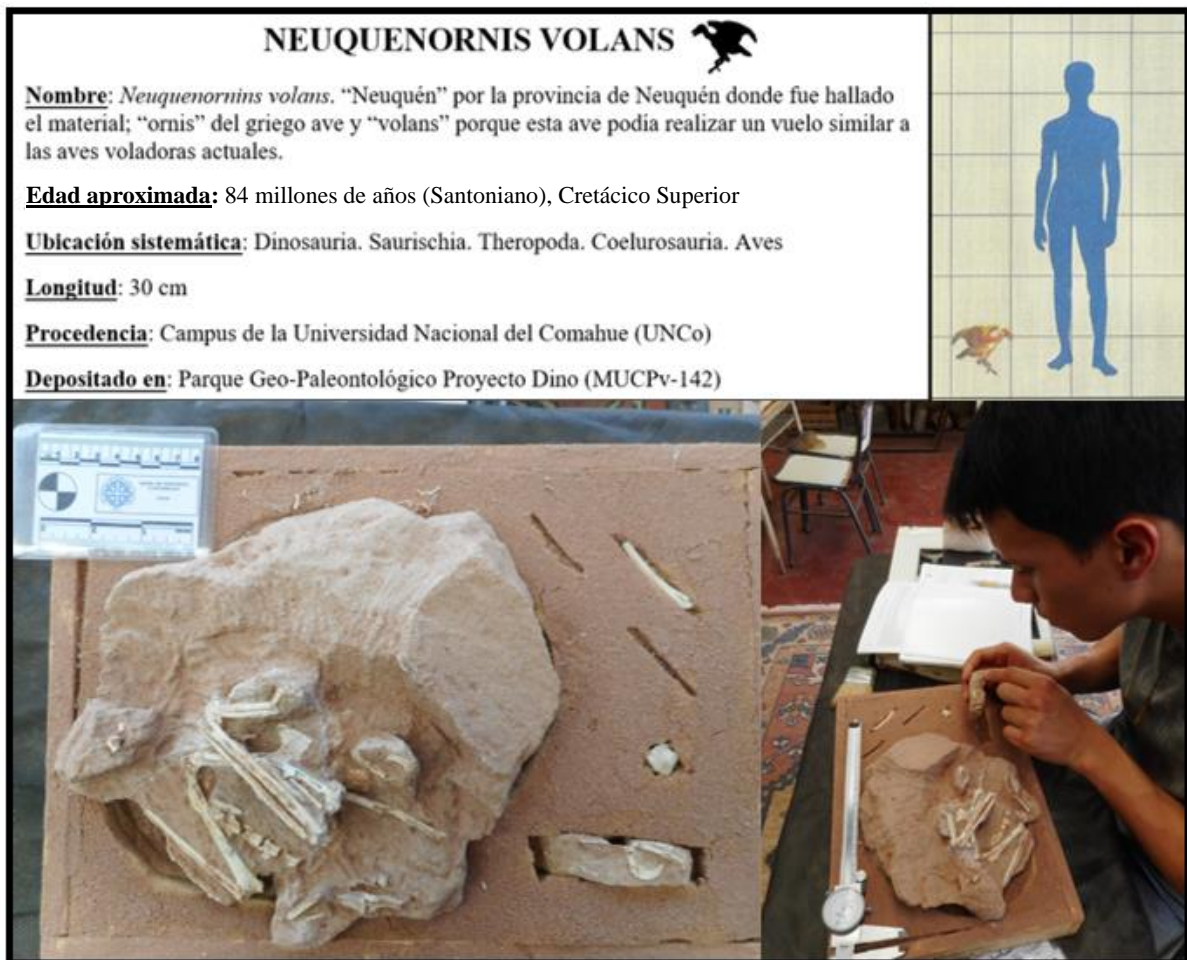 NEUQUENORNIS VOLANS
Nombre: Neuquenornins volans. “Neuquén” por la provincia de Neuquén donde fue hallado
el material; “ornis” del griego ave y “volans” porque esta ave podía realizar un vuelo similar a
las aves voladoras actuales.
Edad aproximada: 84 millones de años (Santoniano), Cretácico Superior
Ubicación sistemática: Dinosauria. Saurischia. Theropoda. Coelurosauria. Aves
Longitud: 30 cm
Procedencia: Campus de la Universidad Nacional del Comahue (UNCo)
Depositado en: Parque Geo-Paleontológico Proyecto Dino (MUCPv-142)